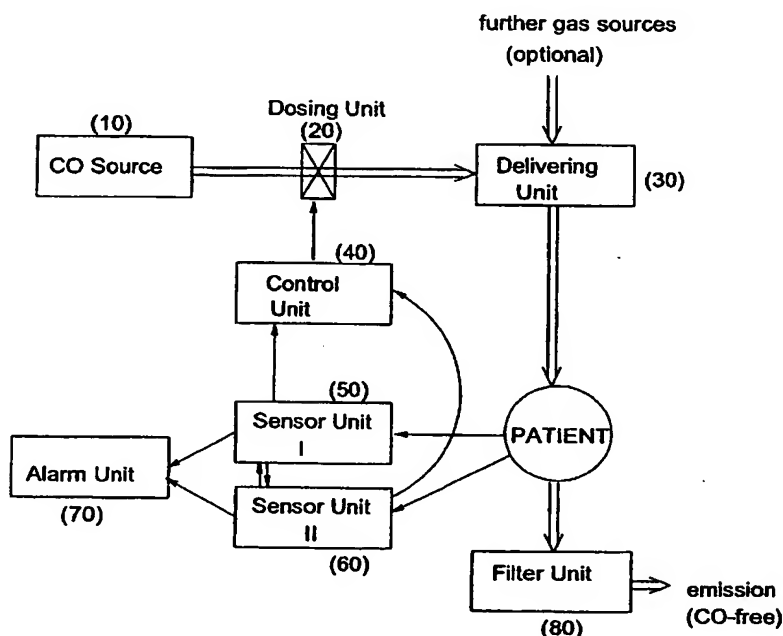 further gas sources
(optional)
Dosing Unit
(20)
(10)
CO Source
Delivering
Unit
(30)
(40)
Control
Unit
(50)
Sensor Unit
I
PATiENT
Alarm Unit
(70)
Sensor Unit
II
(60)
Filter Unit
(80)
emission
(CO-free)